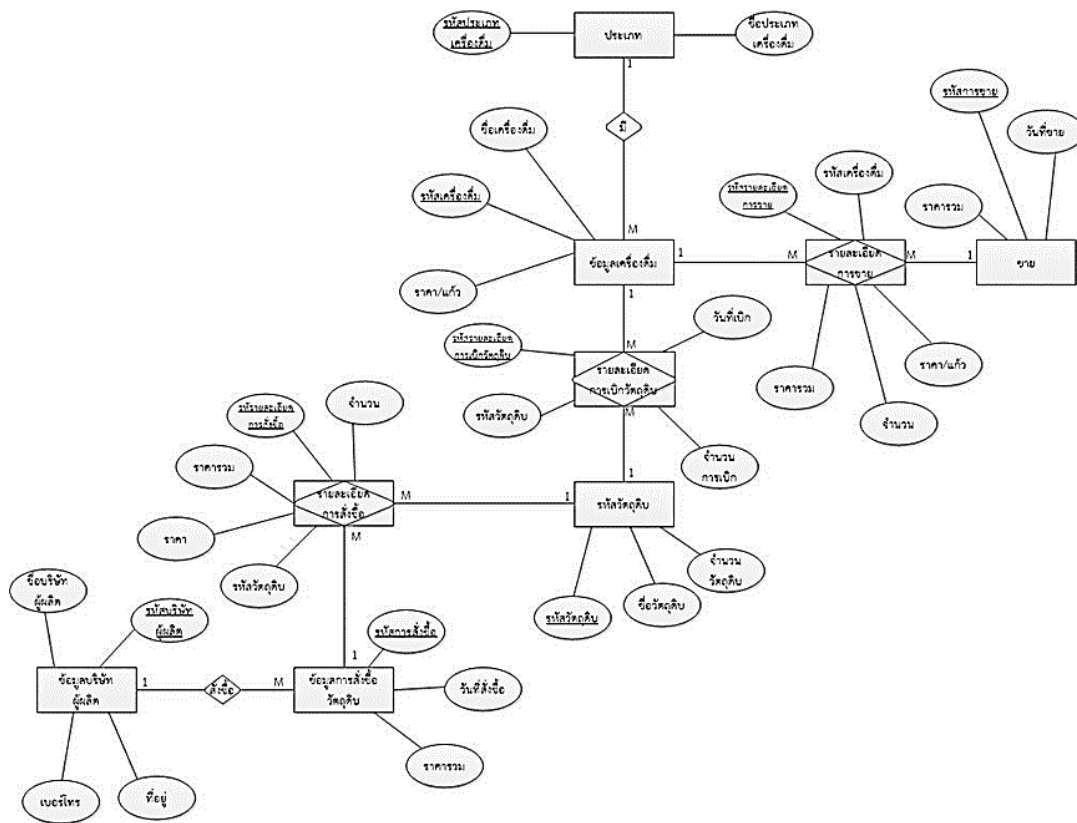 รหัสประเภท
เครื่องดื่ม
ประเภท
ชื่อประเภท
เครื่องดื่ม
1
มี
M
ชื่อเครื่องดื่ม
รหัสเครื่องดื่ม
ราคา/แก้ว
ข้อมูลเครื่องดื่ม
1
M
รหัสรายละเอียด
การขาย
รหัสเครื่องดื่ม
รายละเอียด
การขาย
M
1
ขาย
รหัสการขาย
วันที่ขาย
ราคารวม
ราคารวม
จำนวน
ราคา/แก้ว
1
M
รหัสรายละเอียด
การเบิกวัตถุดิบ
วันที่เบิก
รายละเอียด
การเบิกวัตถุดิบ
รหัสวัตถุดิบ
จำนวน
การเบิก
M
1
รหัสวัตถุดิบ
รหัสวัตถุดิบ
ชื่อวัตถุดิบ
จำนวน
วัตถุดิบ
1
M
รหัรายละเอียด
การสั่งซื้อ
จำนวน
ราคารวม
ราคา
รหัสวัตถุดิบ
รายละเอียด
การสั่งซื้อ
M
1
รหัสการสั่งซื้อ
วันที่สั่งซื้อ
ราคารวม
ข้อมูลการสั่งซื้อ
วัตถุดิบ
M
สั่งซื้อ
1
ข้อมูลบริษัท
ผู้ผลิต
ชื่อบริษัท
ผู้ผลิต
รหัสบริษัท
ผู้ผลิต
เบอร์โทร
ที่อยู่